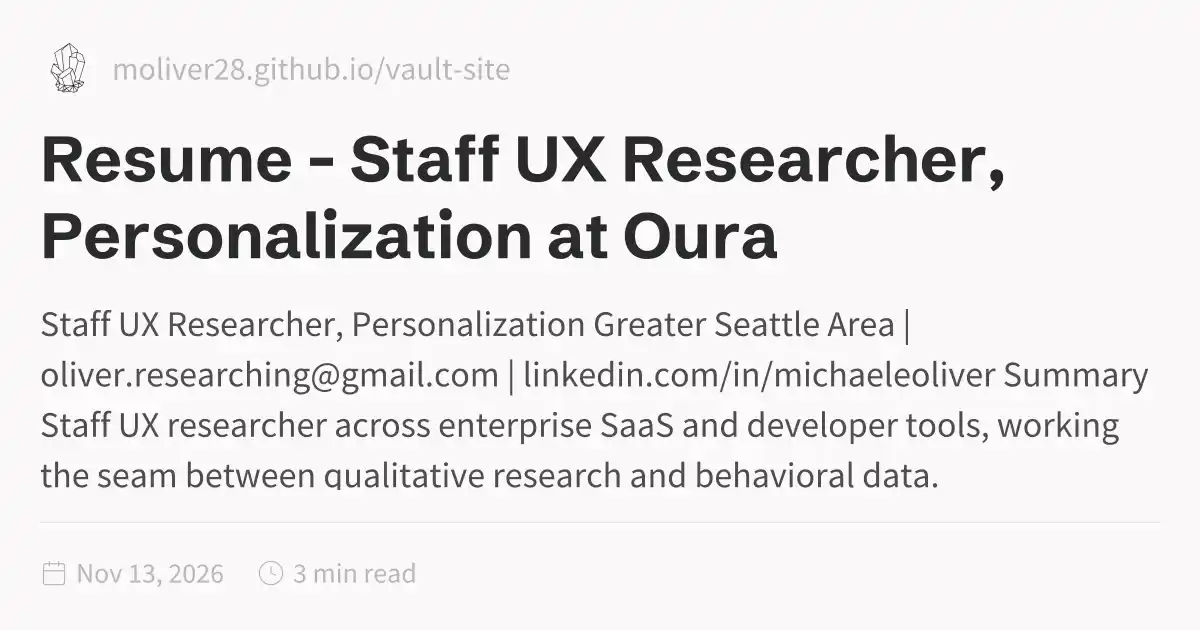 moliver28.github.io/vault-site
Resume - Staff UX Researcher,
Personalization at Oura
Staff UX Researcher, Personalization Greater Seattle Area |
oliver.researching@gmail.com | linkedin.com/in/michaeleoliver Summary
Staff UX researcher across enterprise SaaS and developer tools, working
the seam between qualitative research and behavioral data.
Nov 13, 2026
3 min read